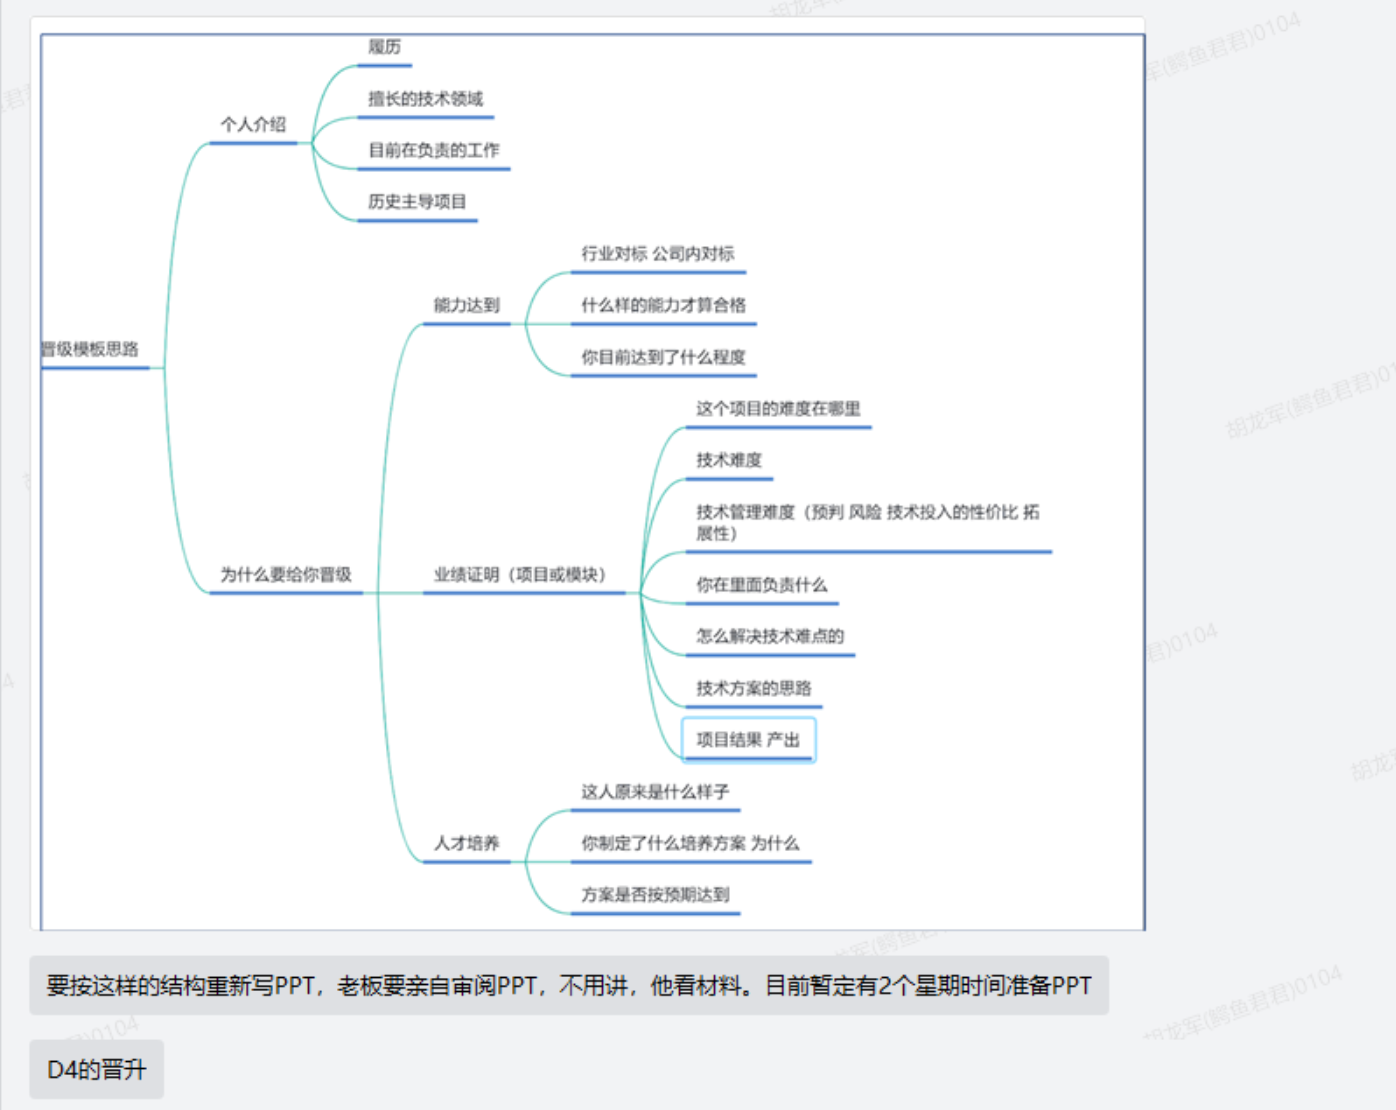 胡龙军(鳄鱼君君)0104
履历
擅长的技术领域
个人介绍
目前在负责的工作
历史主导项目
行业对标 公司内对标
能力达到
什么样的能力才算合格
晋级模板思路
你目前达到了什么程度
这个项目的难度在哪里
技术难度
技术管理难度（预判 风险 技术投入的性价比 拓
展性）
为什么要给你晋级
业绩证明（项目或模块）
你在里面负责什么
怎么解决技术难点的
技术方案的思路
项目结果 产出
这人原来是什么样子
人才培养
你制定了什么培养方案 为什么
方案是否按预期达到
要按这样的结构重新写PPT，老板要亲自审阅PPT，不用讲，他看材料。目前暂定有2个星期时间准备PPT
D4的晋升